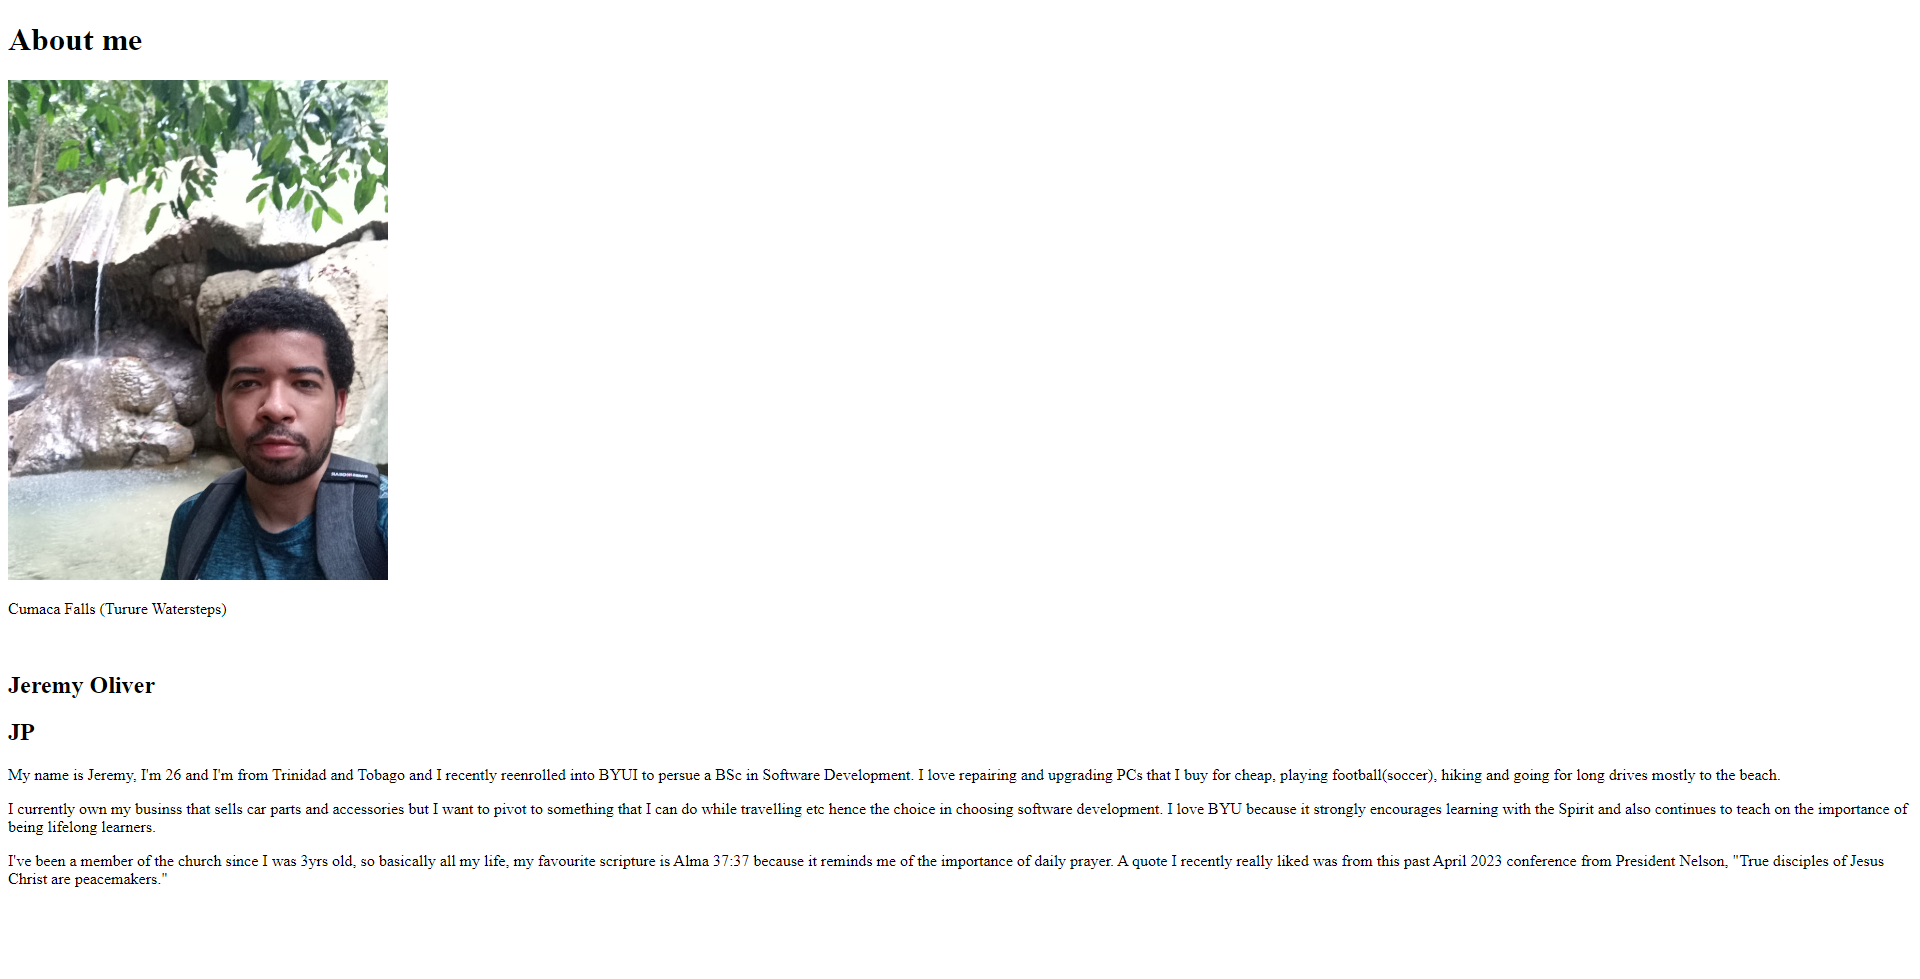 About me
Cumaca Falls (Turure Watersteps)
Jeremy Oliver
JP
My name is Jeremy, I'm 26 and I'm from Trinidad and Tobago and I recently reenrolled into BYUI to persue a BSc in Software Development. I love repairing and upgrading PCs that I buy for cheap, playing football(soccer), hiking and going for long drives mostly to the beach.
I currently own my businss that sells car parts and accessories but I want to pivot to something that I can do while travelling etc hence the choice in choosing software development. I love BYU because it strongly encourages learning with the Spirit and also continues to teach on the importance of
being lifelong learners.
I've been a member of the church since I was 3yrs old, so basically all my life, my favourite scripture is Alma 37:37 because it reminds me of the importance of daily prayer. A quote I recently really liked was from this past April 2023 conference from President Nelson, "True disciples of Jesus
Christ are peacemakers."